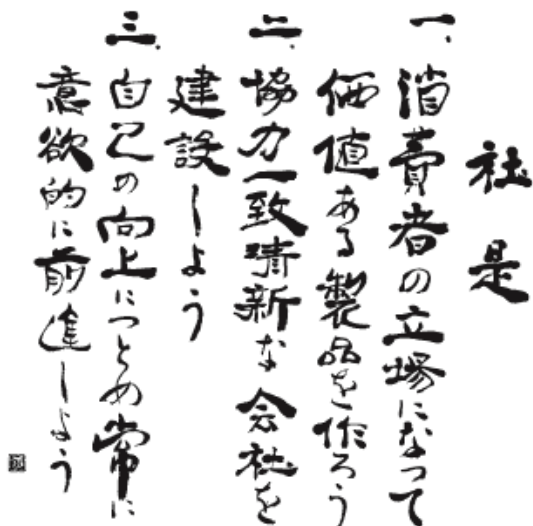 社是
一、消費者の立場になって
価値ある製品を作ろう
二、協力一致清新な会社を
建設しよう
三、自己の向上につとめ常に
意欲的に前進しよう